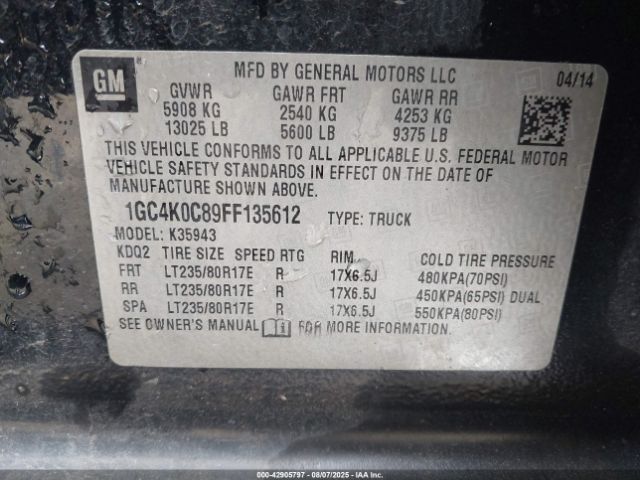 GM
MFD BY GENERAL MOTORS LLC 04/14
GVWR GAWR FRT GAWR RR
5908 KG 2540 KG 4253 KG
13025 LB 5600 LB 9375 LB
THIS VEHICLE CONFORMS TO ALL APPLICABLE U.S. FEDERAL MOTOR
VEHICLE SAFETY STANDARDS IN EFFECT ON THE DATE OF
MANUFACTURE SHOWN ABOVE.
1GC4K0C89FF135612 TYPE: TRUCK
MODEL: K35943
KDQ2 TIRE SIZE SPEED RTG RIM COLD TIRE PRESSURE
FRT LT235/80R17E R 17X6.5J 480KPA(70PSI)
RR LT235/80R17E R 17X6.5J 450KPA(65PSI) DUAL
SPA LT235/80R17E R 17X6.5J 550KPA(80PSI)
SEE OWNER'S MANUAL FOR MORE INFORMATION.
000-42905797 - 08/07/2025 - IAAI.com